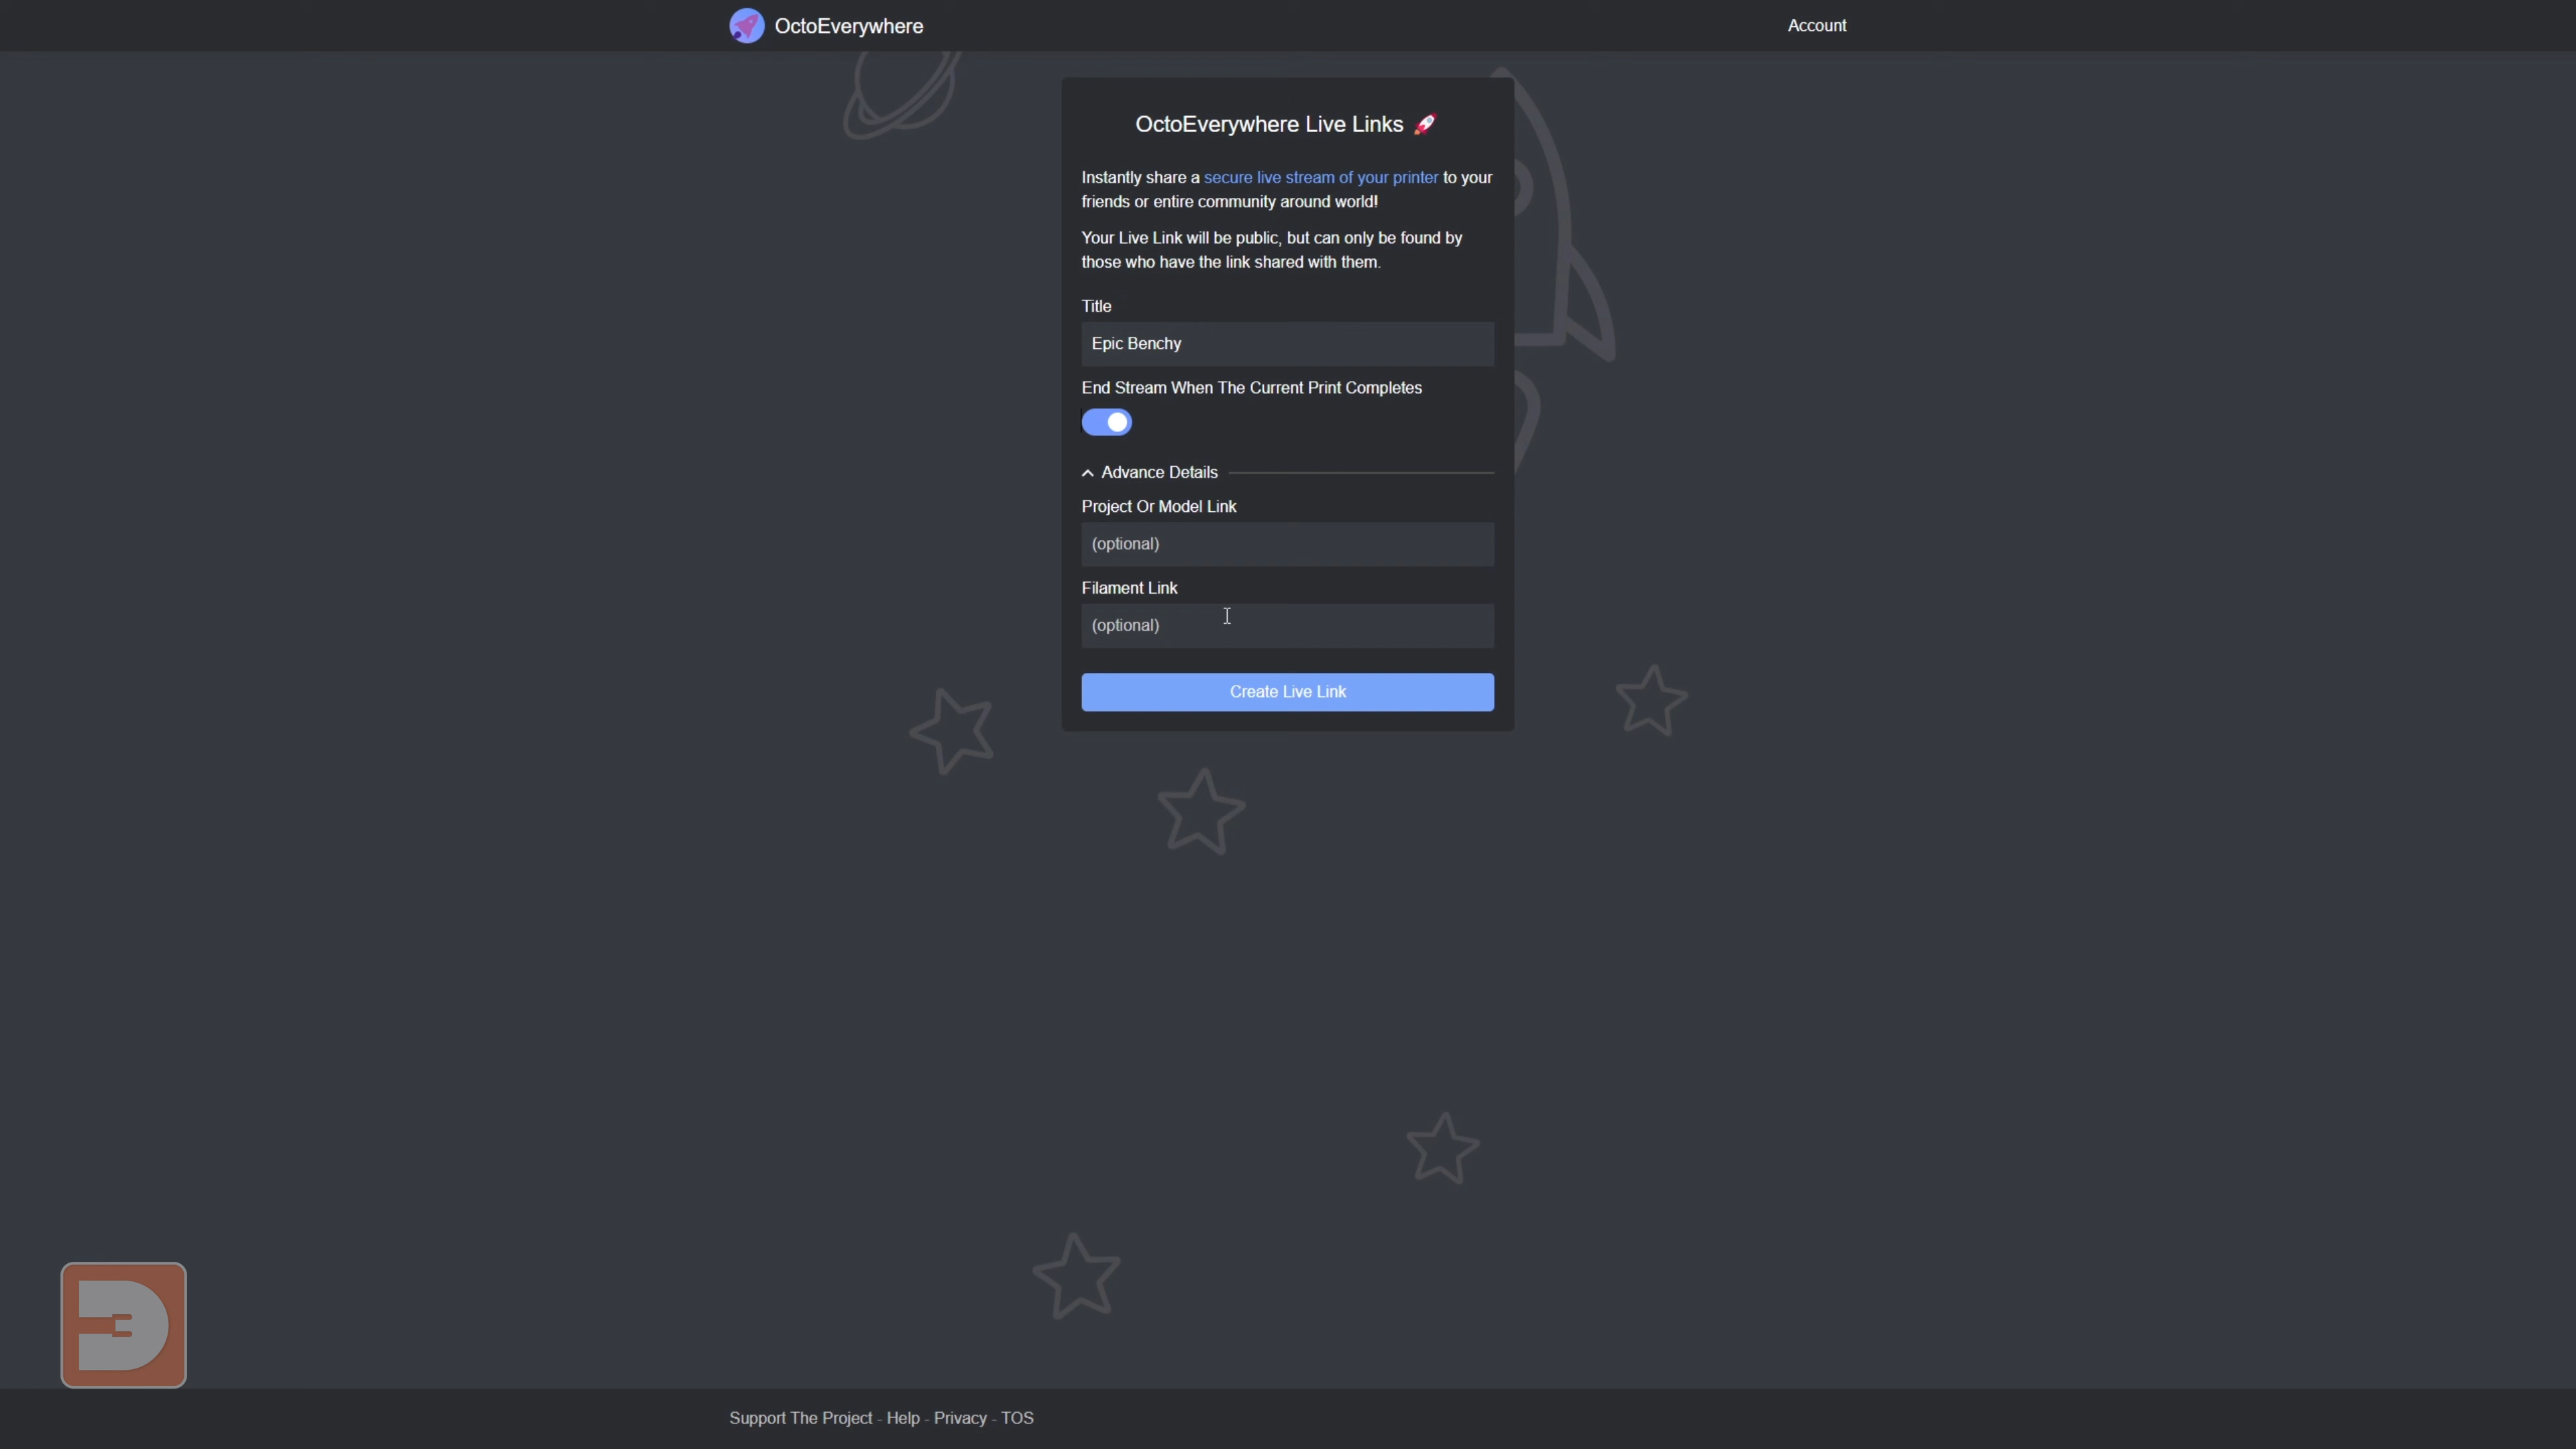 OctoEverywhere
Account
OctoEverywhere Live Links 🚀
Instantly share a secure live stream of your printer to your
friends or entire community around world!
Your Live Link will be public, but can only be found by
those who have the link shared with them.
Title
Epic Benchy
End Stream When The Current Print Completes
Advance Details
Project Or Model Link
(optional)
Filament Link
(optional)
Create Live Link
Support The Project - Help - Privacy - TOS